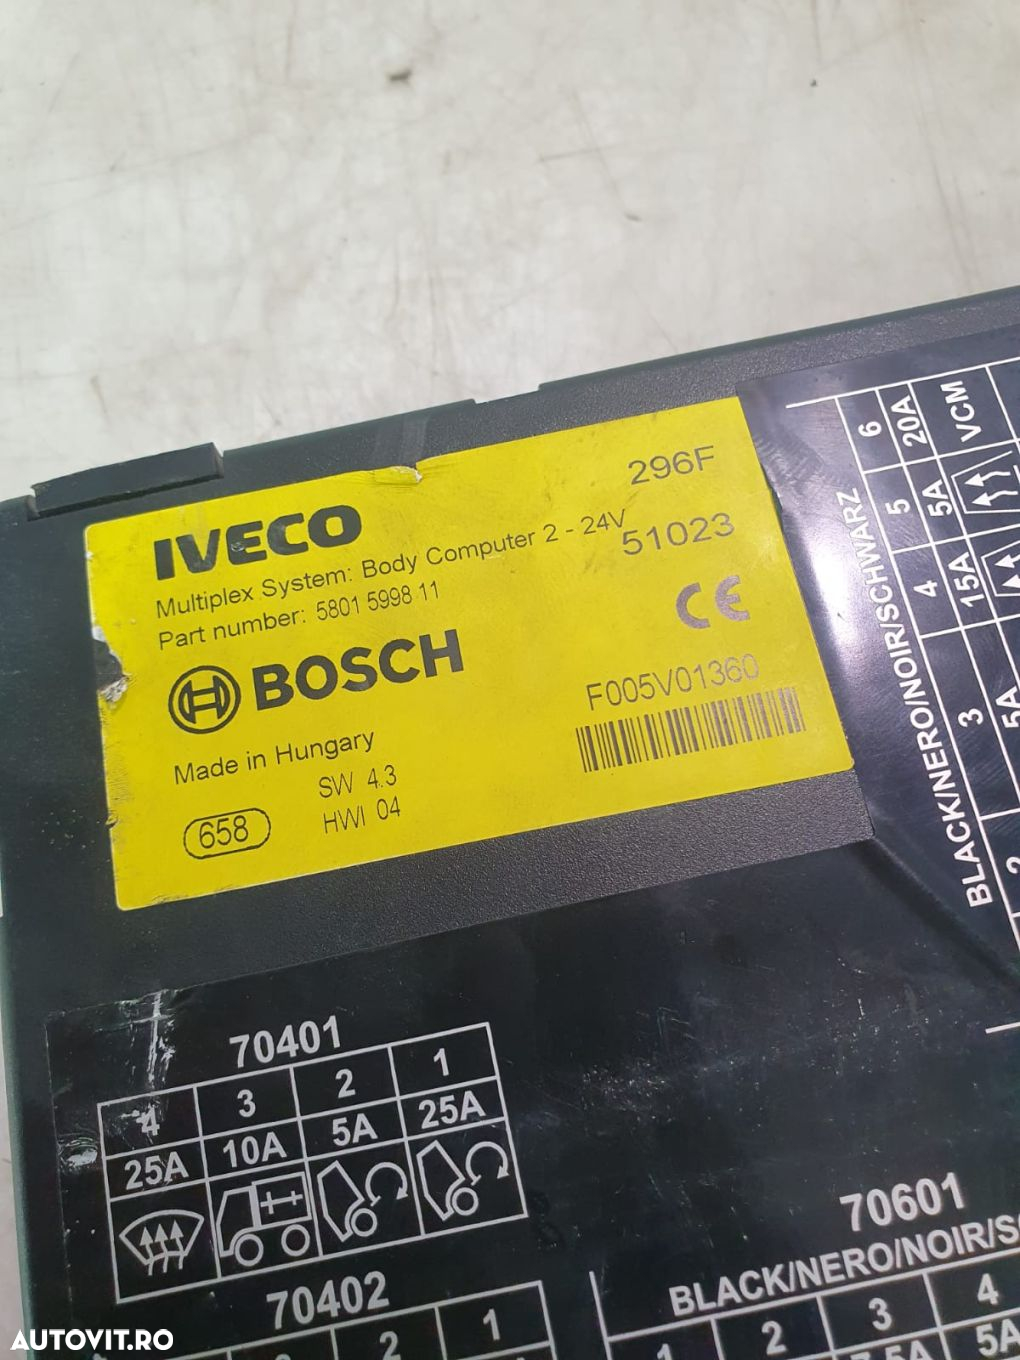 IVECO
296F
Multiplex System: Body Computer 2 - 24V
51023
Part number: 5801 5998 11
CE
BOSCH
F005V01360
Made in Hungary
SW 4.3
HWI 04
658
BLACK/NERO/NOIR/SCHWARZ
2 3 4 5 6
5A 15A 5A 20A
VCM
70401
4 3 2 1
25A 10A 5A 25A
70402
2 1
70601
BLACK/NERO/NOIR/S
1 2 3 4
5A
AUTOVIT.RO